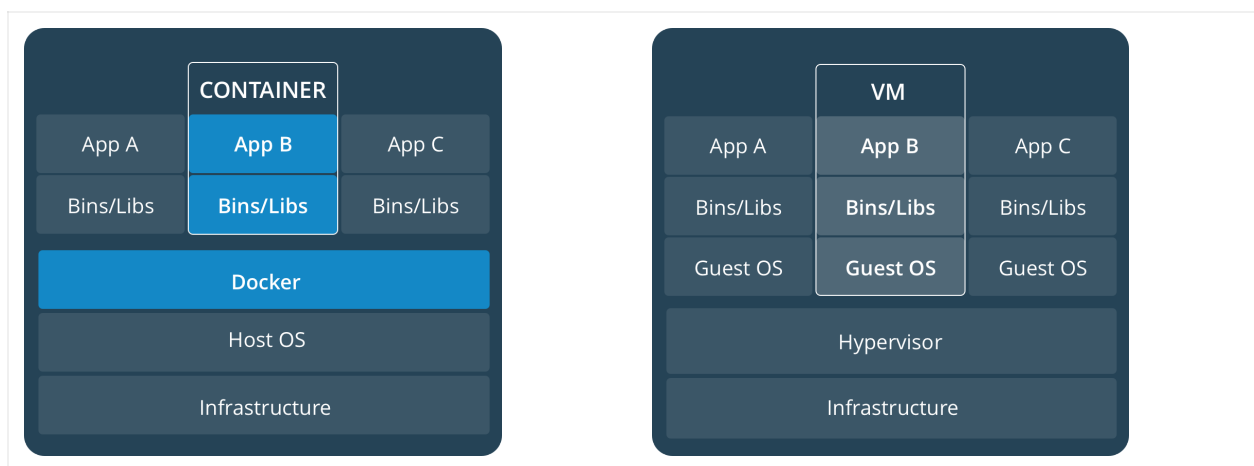 CONTAINER
App A App B App C
Bins/Libs Bins/Libs Bins/Libs
Docker
Host OS
Infrastructure
VM
App A App B App C
Bins/Libs Bins/Libs Bins/Libs
Guest OS Guest OS Guest OS
Hypervisor
Infrastructure